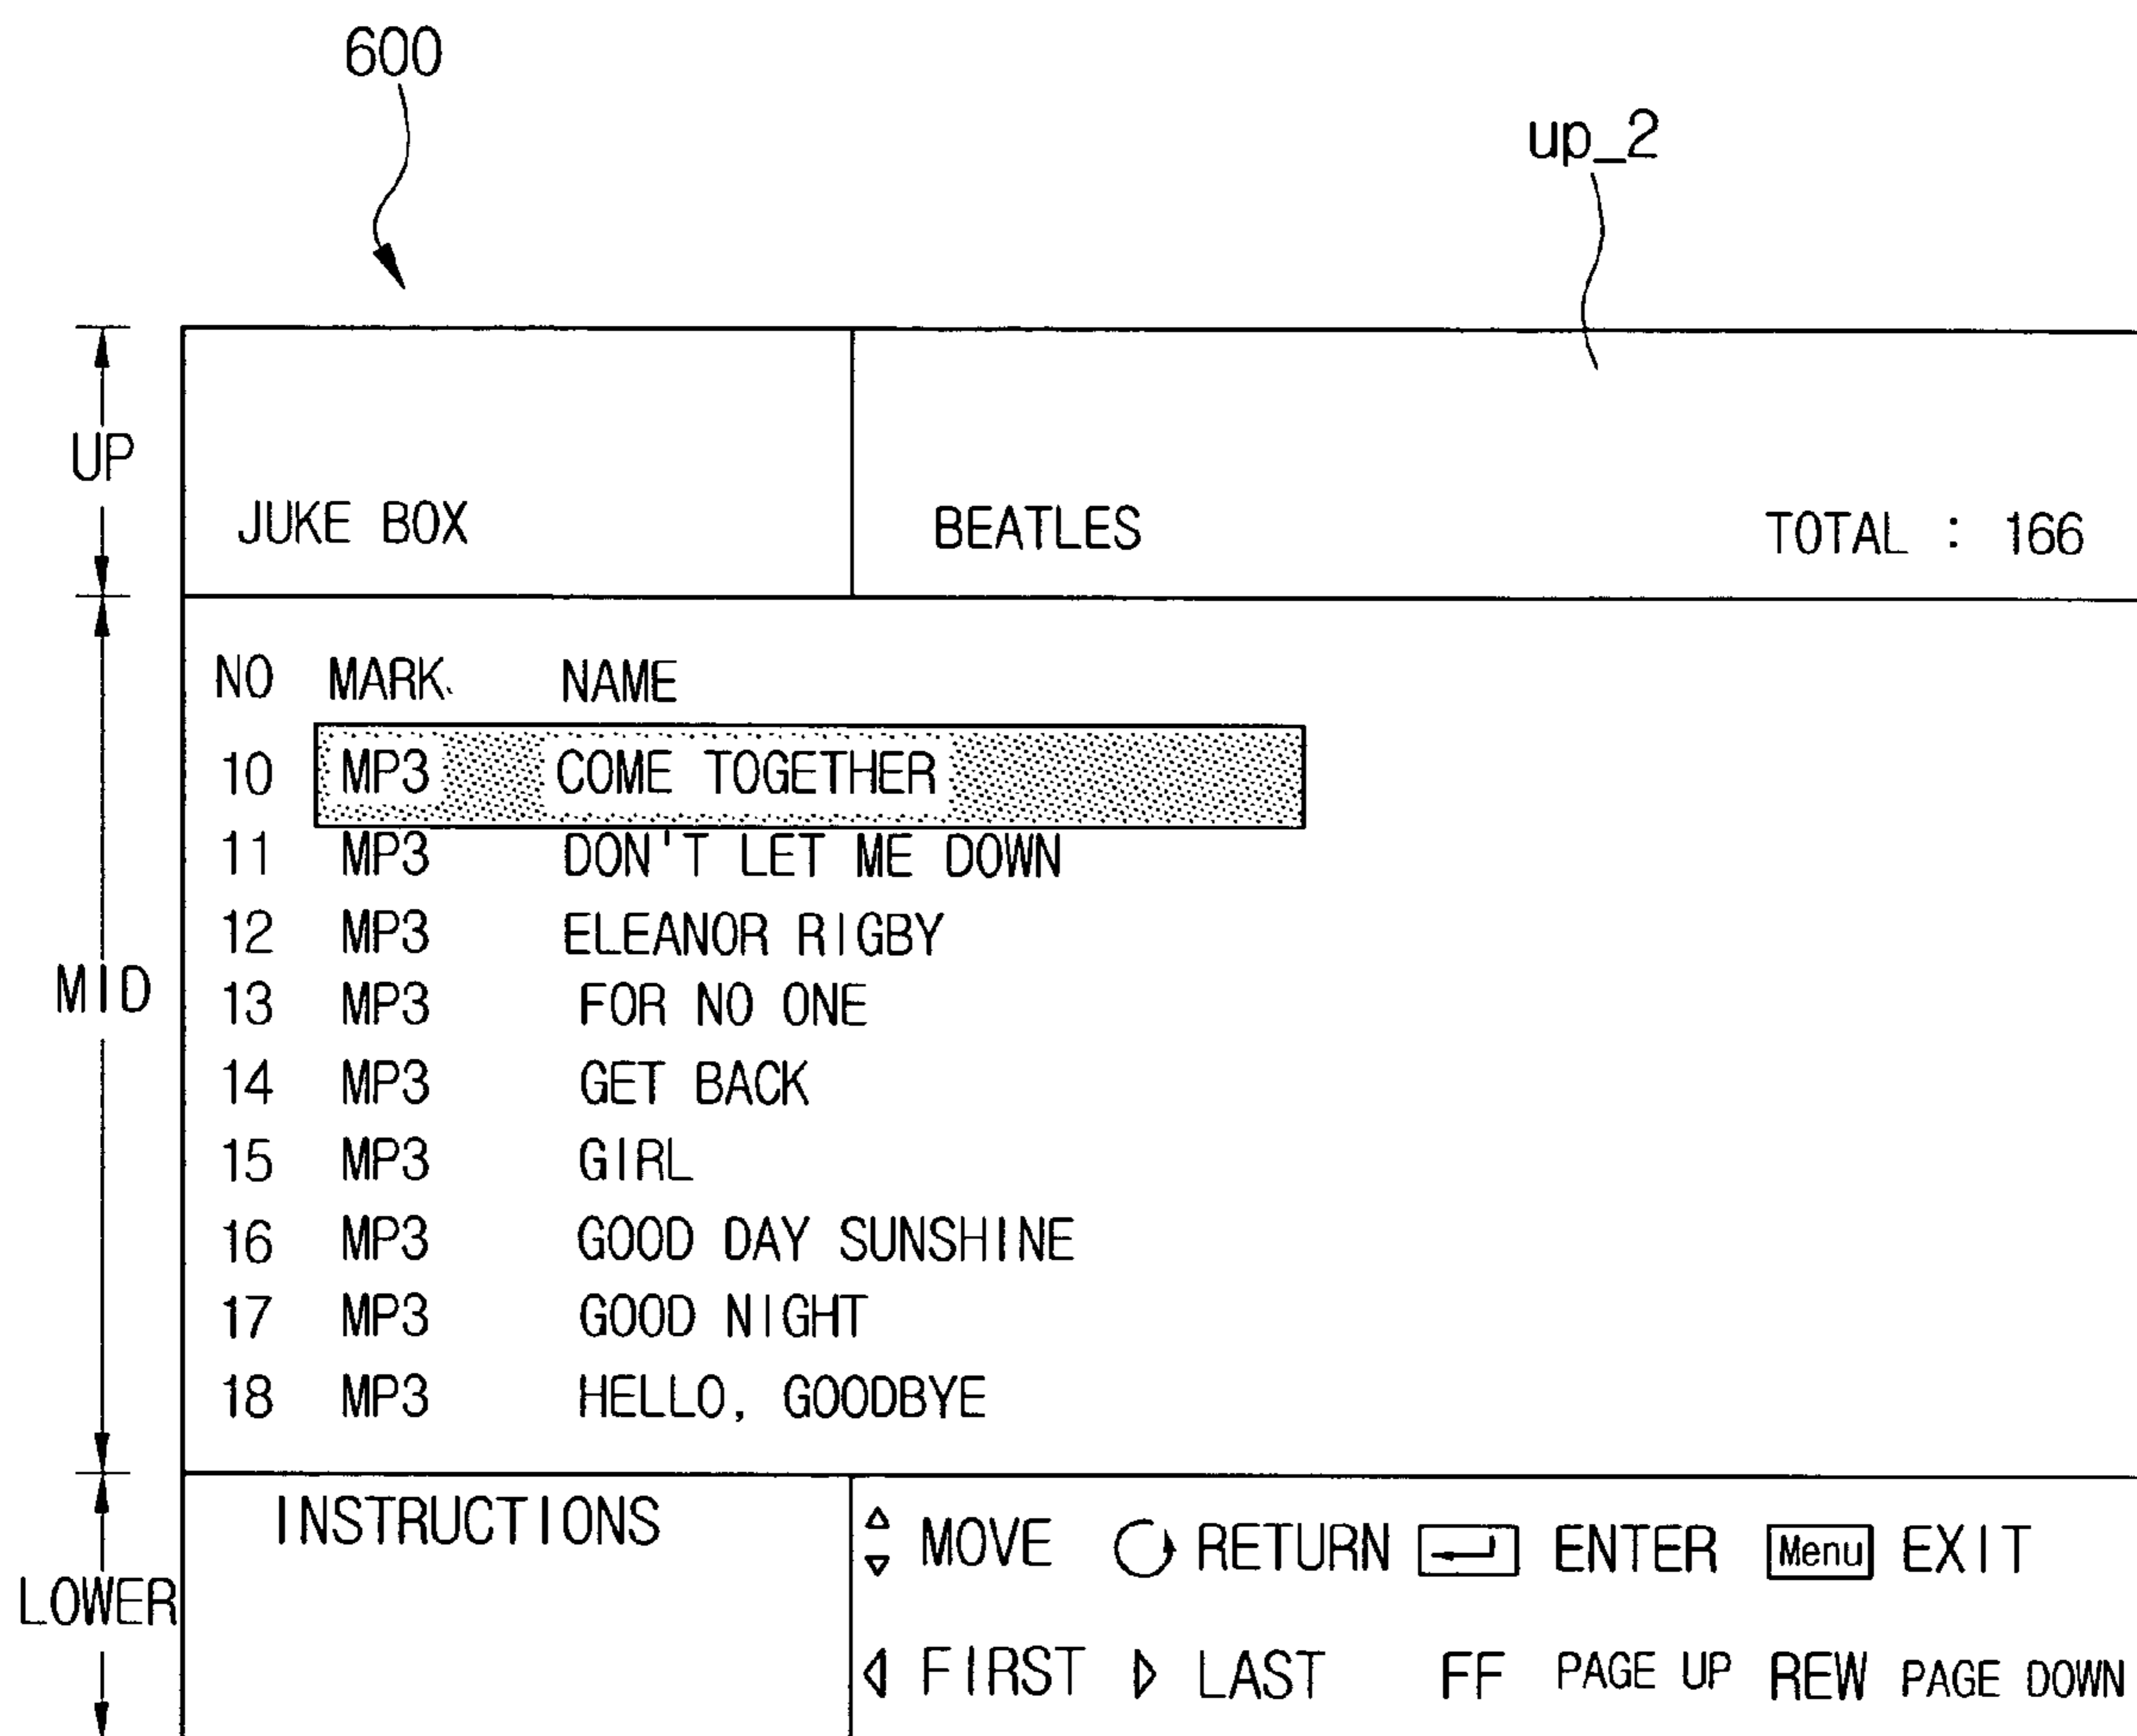 600
up_2
UP
JUKE BOX BEATLES TOTAL : 166
NO MARK NAME
10 MP3 COME TOGETHER
11 MP3 DON'T LET ME DOWN
12 MP3 ELEANOR RIGBY
MID
13 MP3 FOR NO ONE
14 MP3 GET BACK
15 MP3 GIRL
16 MP3 GOOD DAY SUNSHINE
17 MP3 GOOD NIGHT
18 MP3 HELLO, GOODBYE
INSTRUCTIONS MOVE RETURN ENTER Menu EXIT
LOWER
FIRST LAST FF PAGE UP REW PAGE DOWN